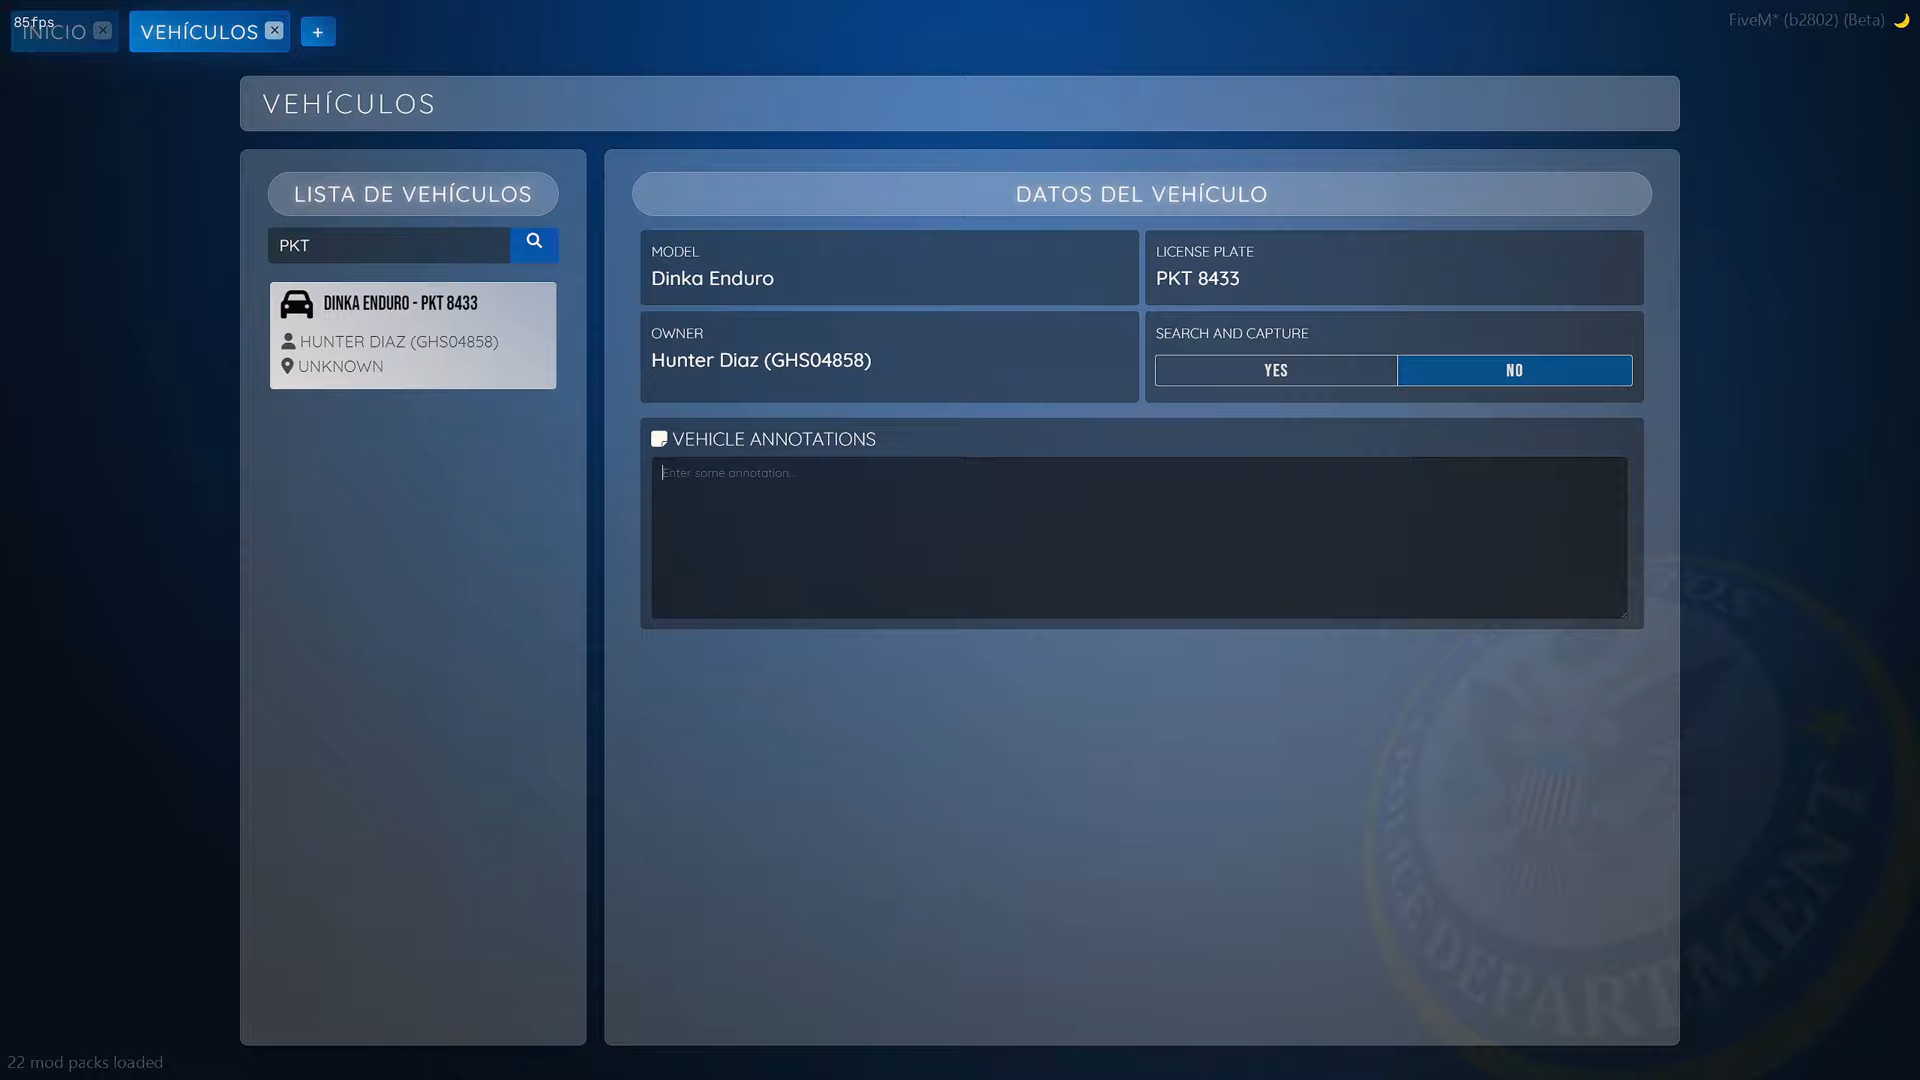 85fps
INICIO
VEHÍCULOS
+
FiveM* (b2802) (Beta)
VEHÍCULOS
LISTA DE VEHÍCULOS
PKT
DINKA ENDURO - PKT 8433
HUNTER DIAZ (GHS04858)
UNKNOWN
DATOS DEL VEHÍCULO
MODEL
Dinka Enduro
LICENSE PLATE
PKT 8433
OWNER
Hunter Diaz (GHS04858)
SEARCH AND CAPTURE
YES
NO
VEHICLE ANNOTATIONS
Enter some annotation...
DEPARTMENT
22 mod packs loaded